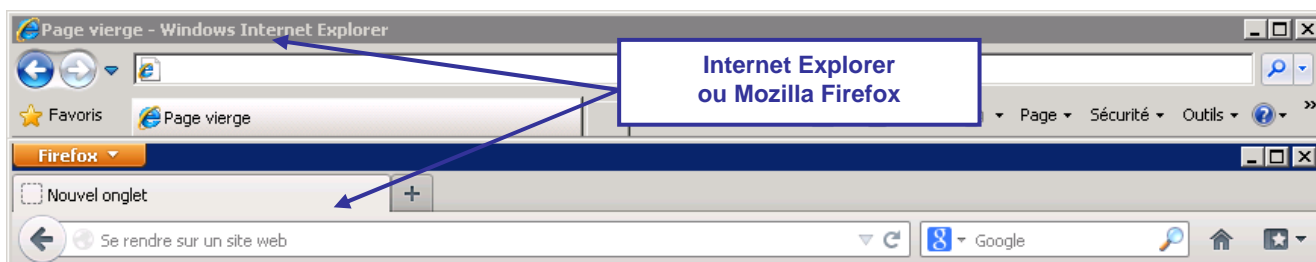 Page vierge - Windows Internet Explorer
Internet Explorer
ou Mozilla Firefox
Favoris
Page vierge
Page
Sécurité
Outils
»
Firefox
Nouvel onglet
+
Se rendre sur un site web
8
Google